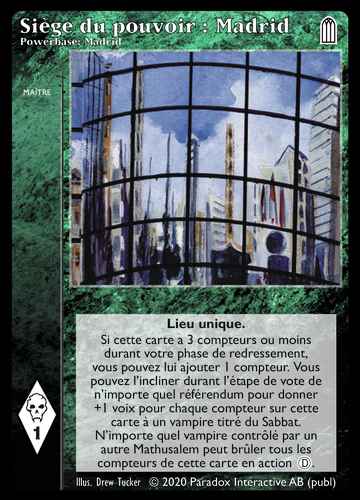 Siège du pouvoir : Madrid
Powerbase: Madrid
MAÎTRE
Lieu unique.
Si cette carte a 3 compteurs ou moins
durant votre phase de redressement,
vous pouvez lui ajouter 1 compteur. Vous
pouvez l'incliner durant l'étape de vote de
n'importe quel référendum pour donner
+1 voix pour chaque compteur sur cette
carte à un vampire titré du Sabbat.
N'importe quel vampire contrôlé par un
autre Mathusalem peut brûler tous les
compteurs de cette carte en action Ⓓ.
1
Illus. Drew Tucker © 2020 Paradox Interactive AB (publ)